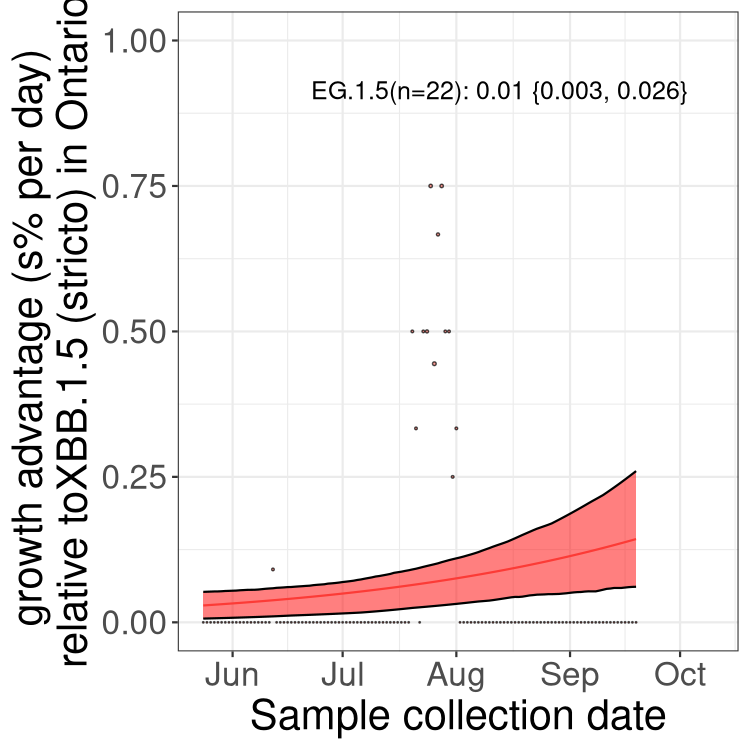 growth advantage (s% per day)
relative toXBB.1.5 (stricto) in Ontario
1.00
0.75
0.50
0.25
0.00
EG.1.5(n=22): 0.01 {0.003, 0.026}
Jun Jul Aug Sep Oct
Sample collection date